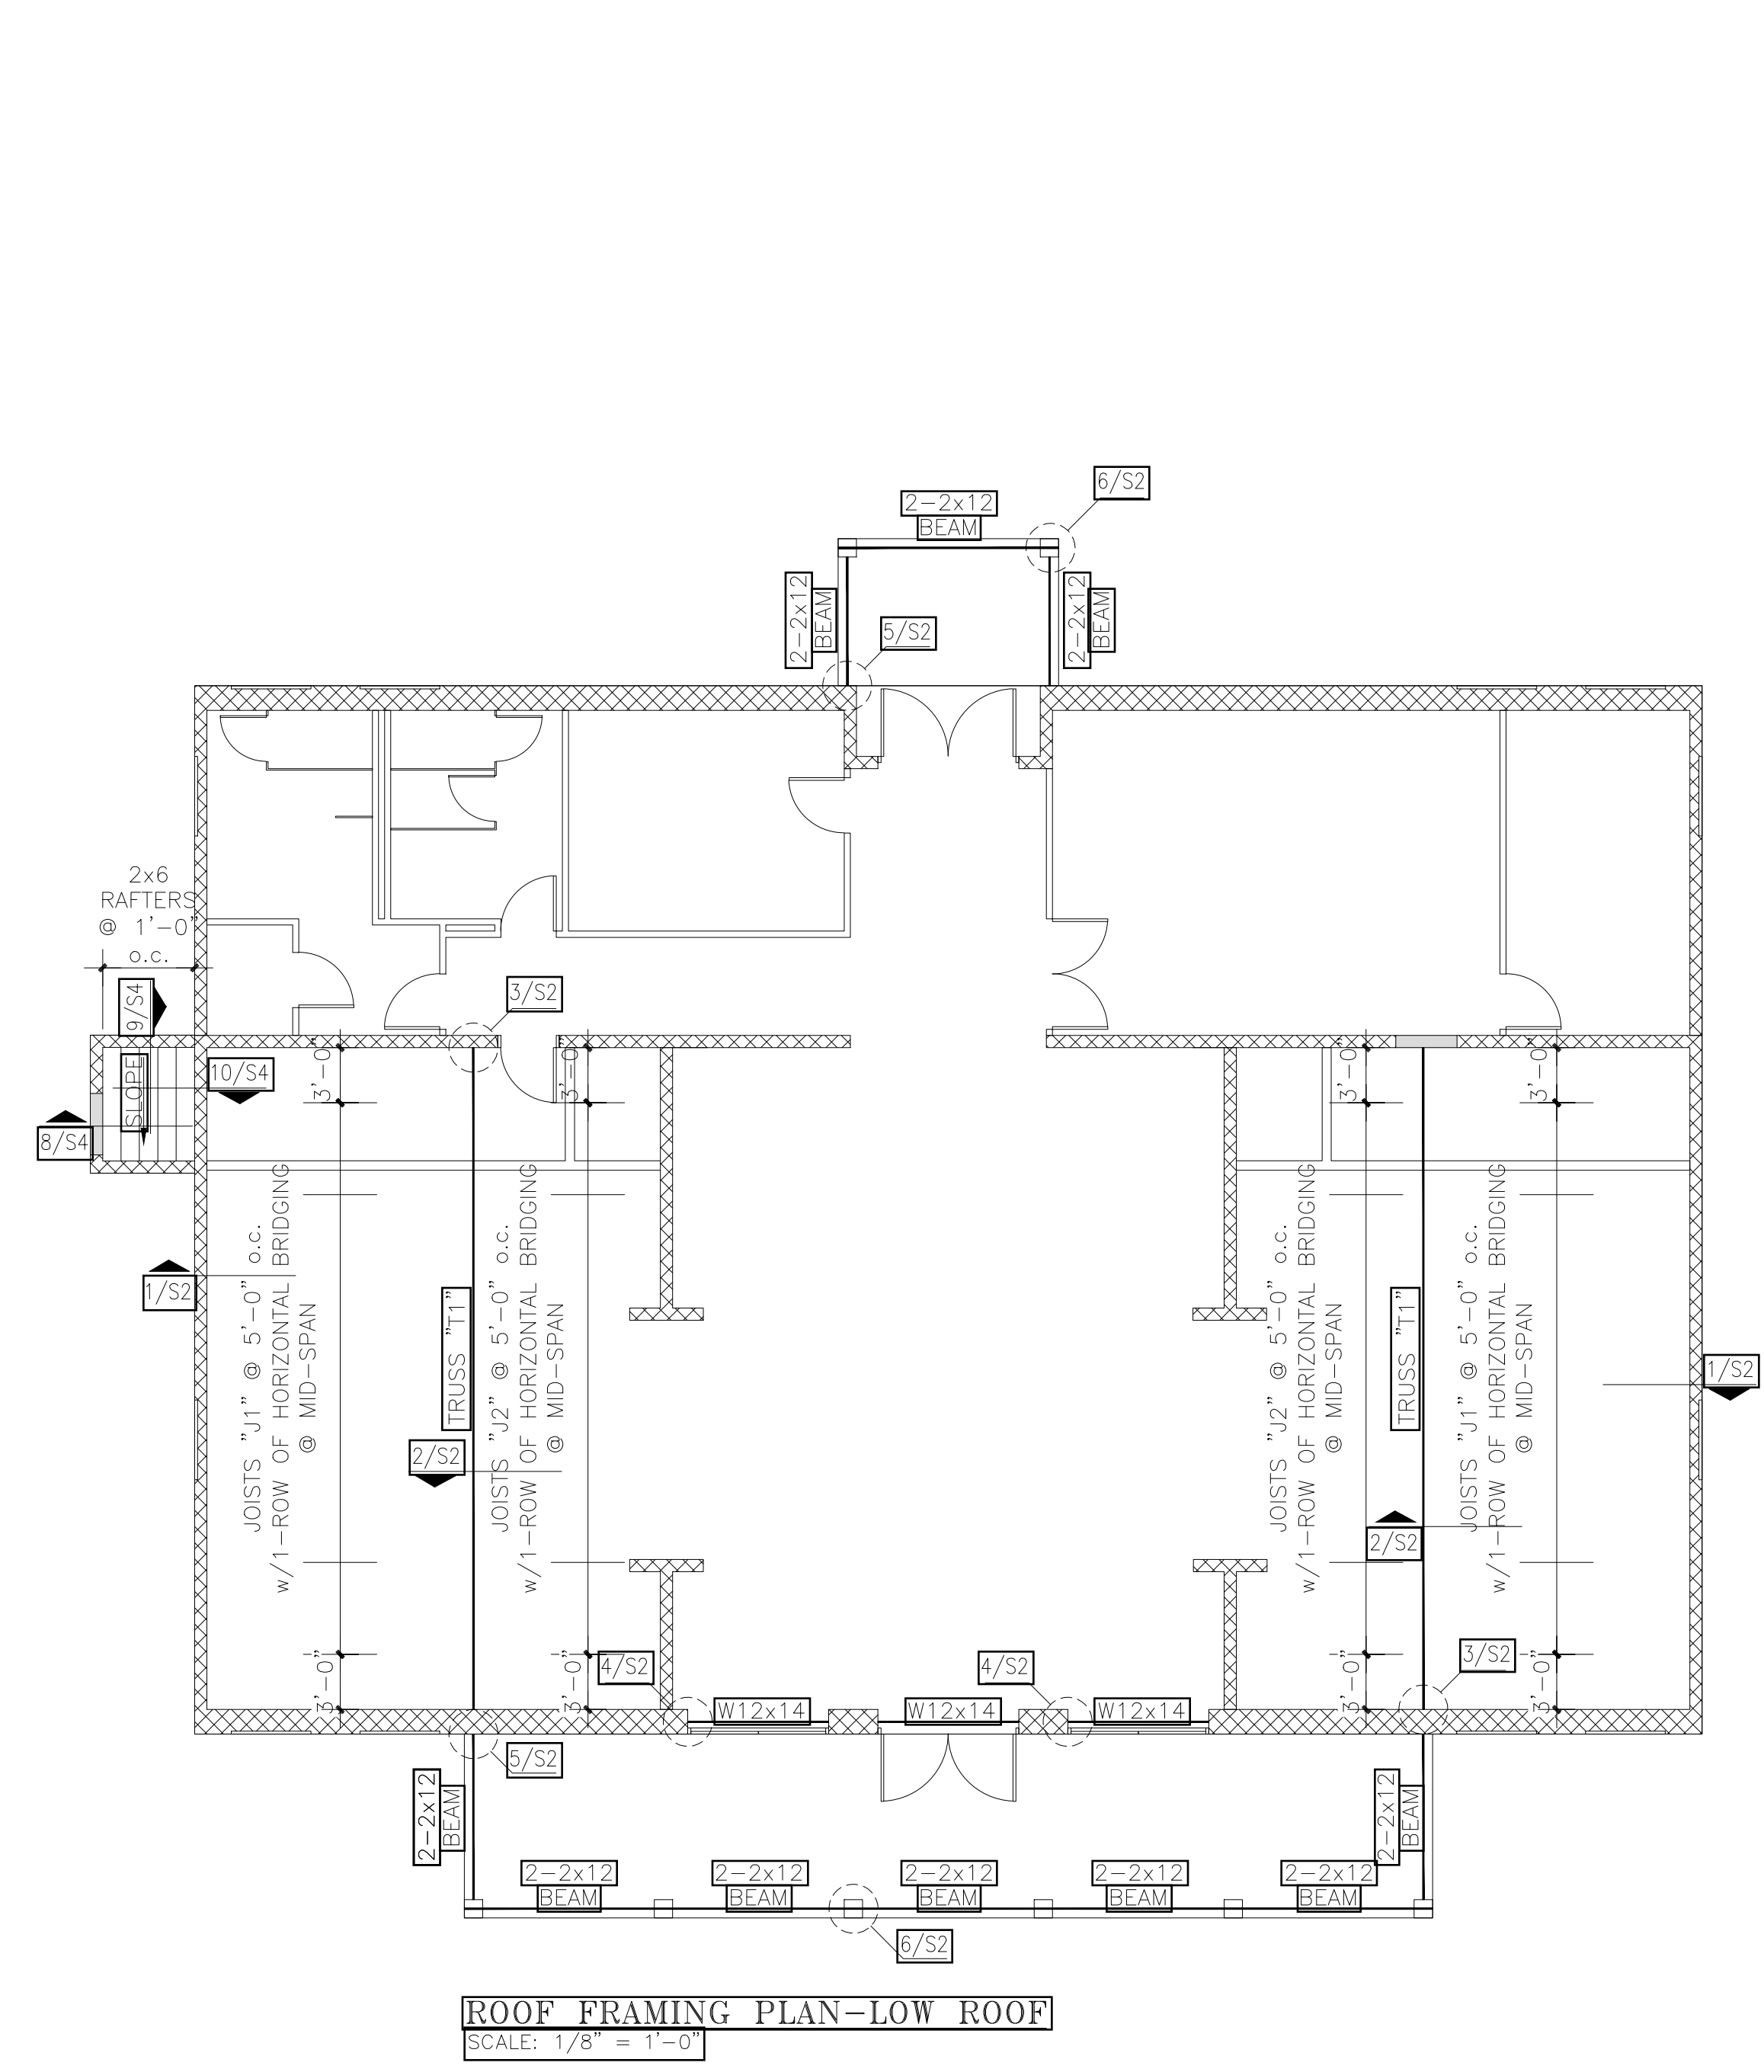 6/S2
2-2x12
BEAM
2-2x12
BEAM
2-2x12
BEAM
5/S2
2x6
RAFTERS
@ 1'-0"
o.c.
9/S4
3/S2
SLOPE
10/S4
8/S4
3'-0"
3'-0"
3'-0"
3'-0"
JOISTS "J1" @ 5'-0" o.c.
w/1-ROW OF HORIZONTAL BRIDGING
@ MID-SPAN
TRUSS "T1"
JOISTS "J2" @ 5'-0" o.c.
w/1-ROW OF HORIZONTAL BRIDGING
@ MID-SPAN
JOISTS "J2" @ 5'-0" o.c.
w/1-ROW OF HORIZONTAL BRIDGING
@ MID-SPAN
TRUSS "T1"
JOISTS "J1" @ 5'-0" o.c.
w/1-ROW OF HORIZONTAL BRIDGING
@ MID-SPAN
1/S2
1/S2
2/S2
2/S2
3/S2
4/S2
4/S2
3'-0"
3'-0"
3'-0"
3'-0"
W12x14
W12x14
W12x14
5/S2
2-2x12
BEAM
2-2x12
BEAM
2-2x12
BEAM
2-2x12
BEAM
2-2x12
BEAM
2-2x12
BEAM
2-2x12
BEAM
6/S2
ROOF FRAMING PLAN-LOW ROOF
SCALE: 1/8" = 1'-0"